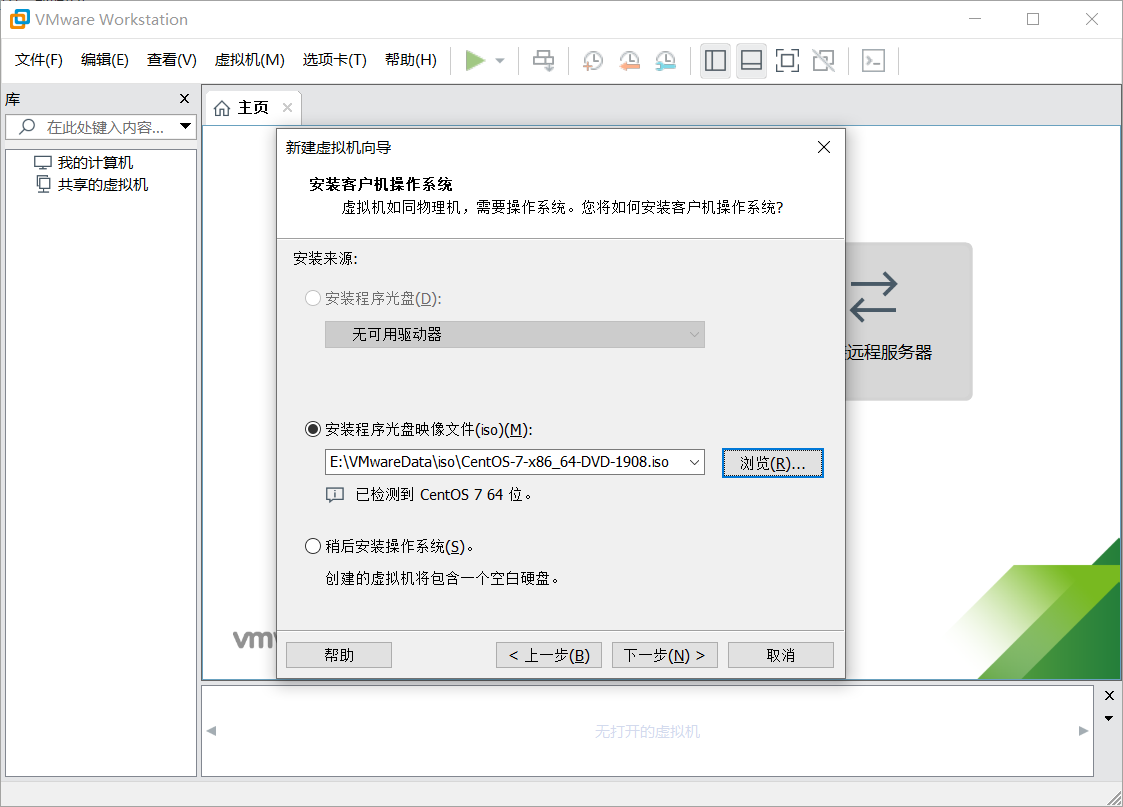 VMware Workstation
文件(F) 编辑(E) 查看(V) 虚拟机(M) 选项卡(T) 帮助(H)
库
主页
在此处键入内容...
我的计算机
共享的虚拟机
新建虚拟机向导
安装客户机操作系统
虚拟机如同物理机，需要操作系统。您将如何安装客户机操作系统?
安装来源:
安装程序光盘(D):
无可用驱动器
远程服务器
安装程序光盘映像文件(iso)(M):
E:\VMwareData\iso\CentOS-7-x86_64-DVD-1908.iso
浏览(R)...
已检测到 CentOS 7 64 位。
稍后安装操作系统(S)。
创建的虚拟机将包含一个空白硬盘。
vm
帮助 < 上一步(B) 下一步(N) > 取消
无打开的虚拟机